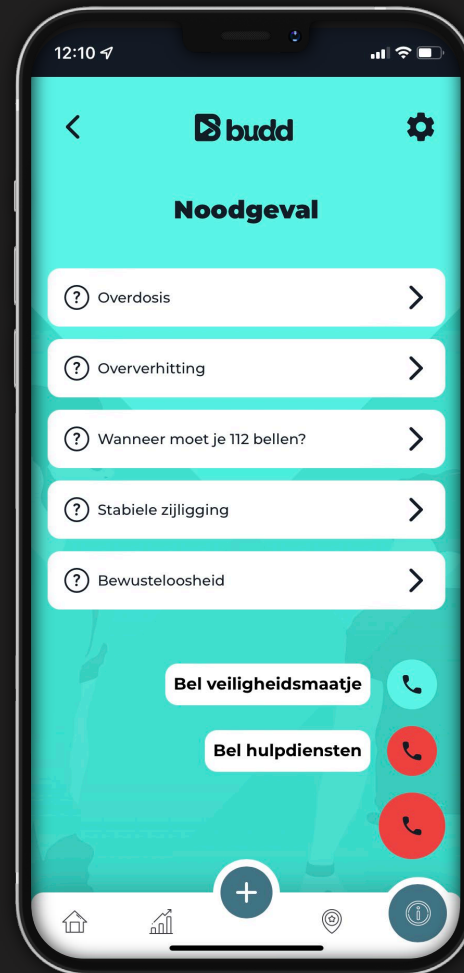 12:10
budd
Noodgeval
Overdosis
Oververhitting
Wanneer moet je 112 bellen?
Stabiele zijligging
Bewusteloosheid
Bel veiligheidsmaatje
Bel hulpdiensten